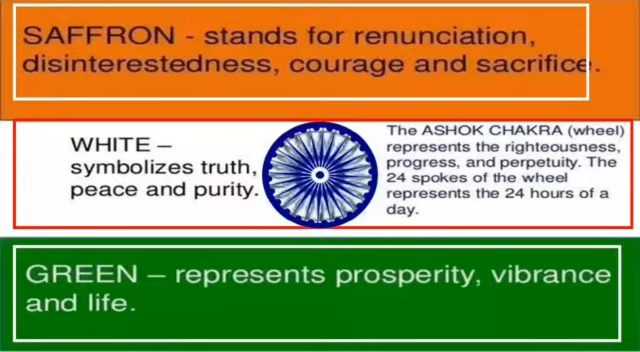 SAFFRON - stands for renunciation,
disinterestedness, courage and sacrifice.
WHITE –
symbolizes truth,
peace and purity.
The ASHOK CHAKRA (wheel)
represents the righteousness,
progress, and perpetuity. The
24 spokes of the wheel
represents the 24 hours of a
day.
GREEN – represents prosperity, vibrance
and life.